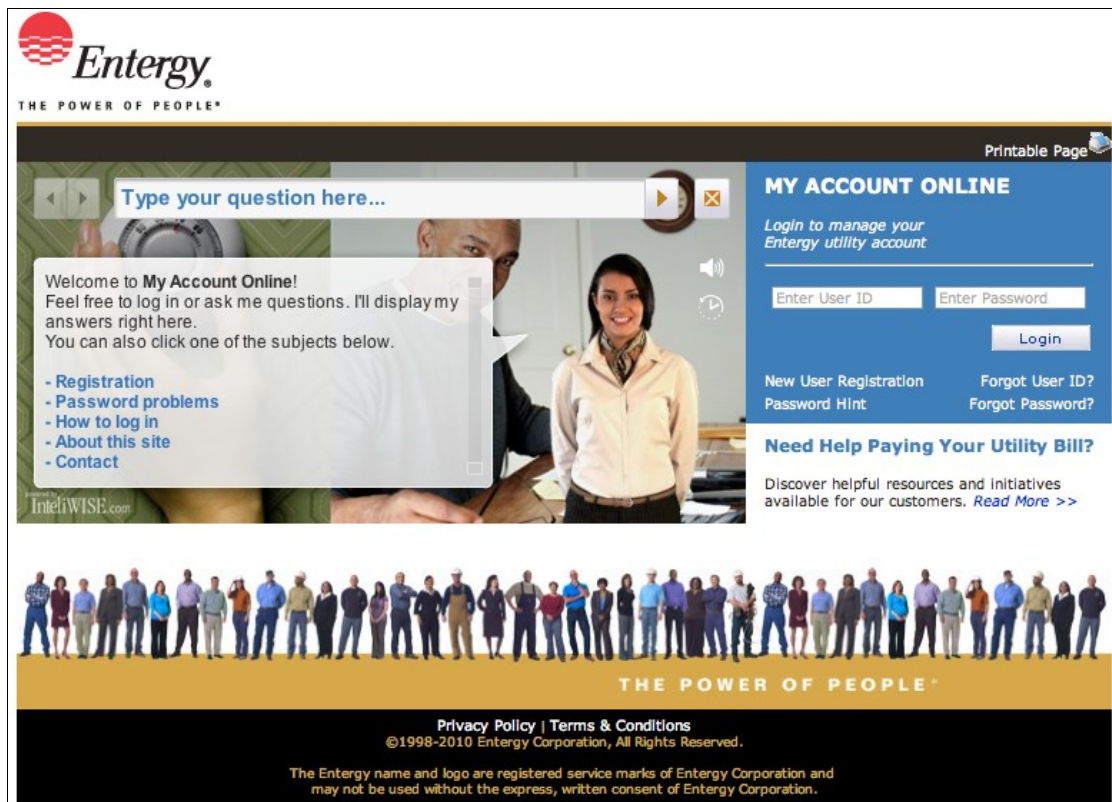 Entergy®
THE POWER OF PEOPLE®
Printable Page
Type your question here...
Welcome to My Account Online!
Feel free to log in or ask me questions. I'll display my
answers right here.
You can also click one of the subjects below.
- Registration
- Password problems
- How to log in
- About this site
- Contact
powered by
InteliWISE.com
MY ACCOUNT ONLINE
Login to manage your
Entergy utility account
Enter User ID Enter Password
Login
New User Registration Forgot User ID?
Password Hint Forgot Password?
Need Help Paying Your Utility Bill?
Discover helpful resources and initiatives
available for our customers. Read More >>
THE POWER OF PEOPLE®
Privacy Policy | Terms & Conditions
©1998-2010 Entergy Corporation, All Rights Reserved.
The Entergy name and logo are registered service marks of Entergy Corporation and
may not be used without the express, written consent of Entergy Corporation.